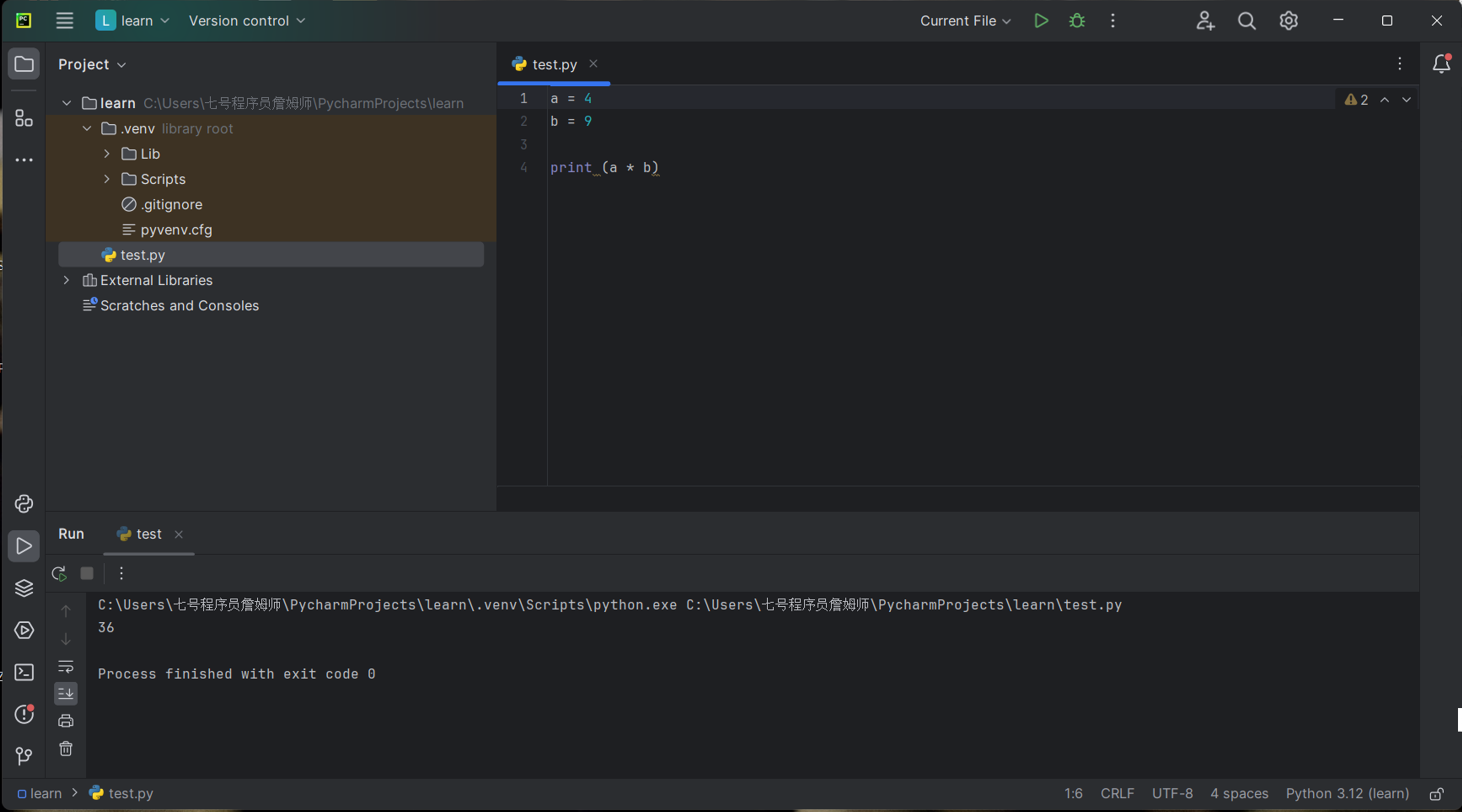 PC
L learn Version control Current File
Project
test.py
learn C:\Users\七号程序员詹姆师\PycharmProjects\learn
.venv library root
Lib
Scripts
.gitignore
pyvenv.cfg
test.py
External Libraries
Scratches and Consoles
1 a = 4
2 b = 9
3
4 print (a * b)
2
Run test
C:\Users\七号程序员詹姆师\PycharmProjects\learn\.venv\Scripts\python.exe C:\Users\七号程序员詹姆师\PycharmProjects\learn\test.py
36
Process finished with exit code 0
learn test.py 1:6 CRLF UTF-8 4 spaces Python 3.12 (learn)